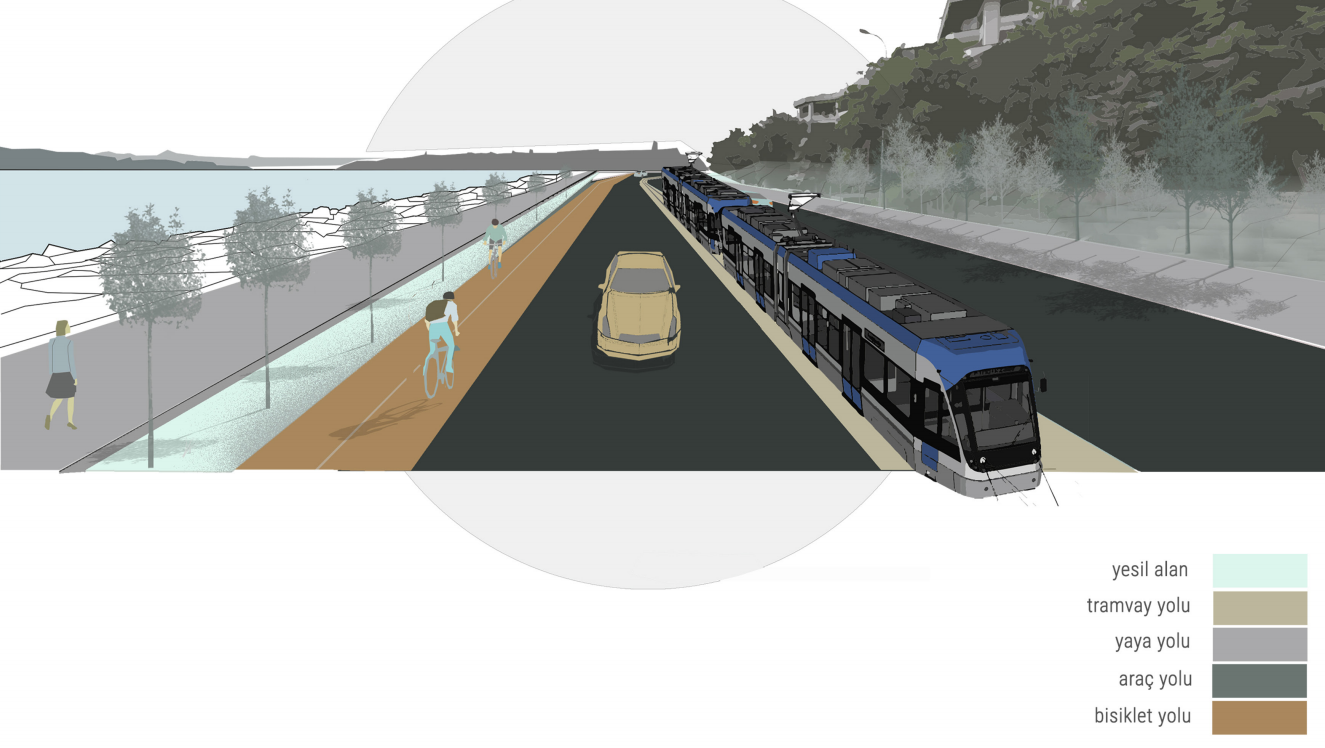 yesil alan
tramvay yolu
yaya yolu
araç yolu
bisiklet yolu